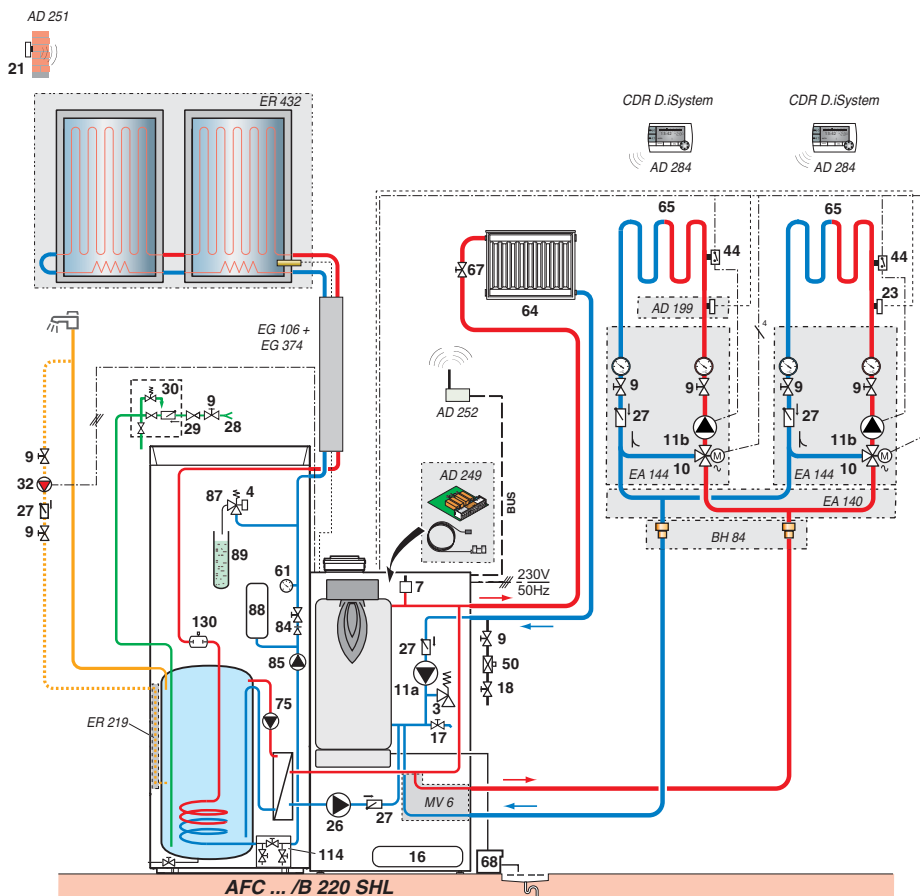 AD 251
21
ER 432
CDR D.iSystem
CDR D.iSystem
AD 284
AD 284
65
65
44
44
67
64
23
AD 199
EG 106 +
EG 374
4
30
9
29
28
AD 252
9
9
9
9
27
27
9
32
27
9
11b
11b
10
M
10
M
EA 144
EA 144
87
4
AD 249
BUS
EA 140
89
BH 84
61
7
230V
50Hz
88
130
84
27
9
85
11a
50
3
18
75
17
ER 219
MV 6
26
27
114
16
68
AFC ... /B 220 SHL